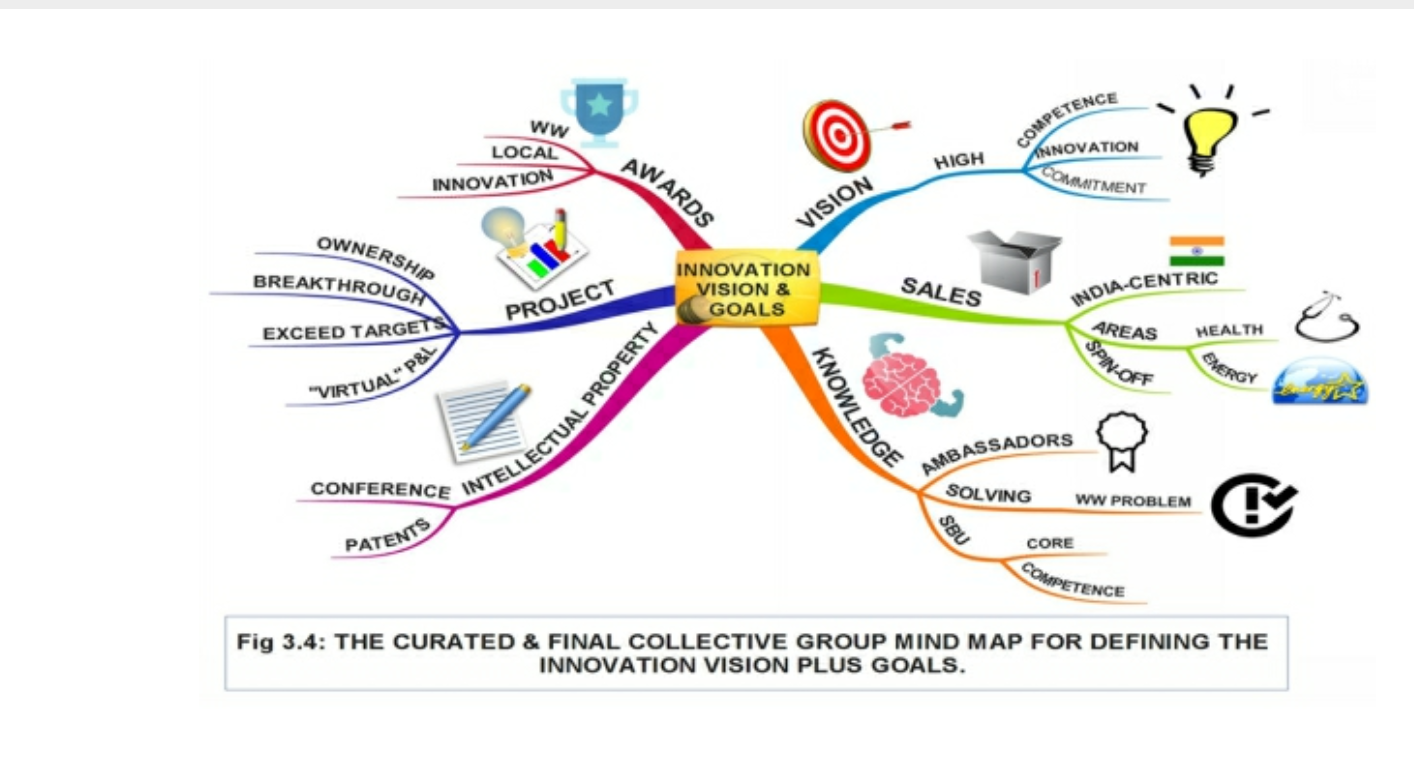 WW
LOCAL
INNOVATION
AWARDS
OWNERSHIP
BREAKTHROUGH
EXCEED TARGETS
"VIRTUAL" P&L
PROJECT
CONFERENCE
PATENTS
INTELLECTUAL PROPERTY
INNOVATION
VISION &
GOALS
VISION
HIGH
COMPETENCE
INNOVATION
COMMITMENT
SALES
INDIA-CENTRIC
AREAS
HEALTH
ENERGY
Energy
SPIN-OFF
KNOWLEDGE
AMBASSADORS
SOLVING
WW PROBLEM
SBU
CORE
COMPETENCE
Fig 3.4: THE CURATED & FINAL COLLECTIVE GROUP MIND MAP FOR DEFINING THE
INNOVATION VISION PLUS GOALS.